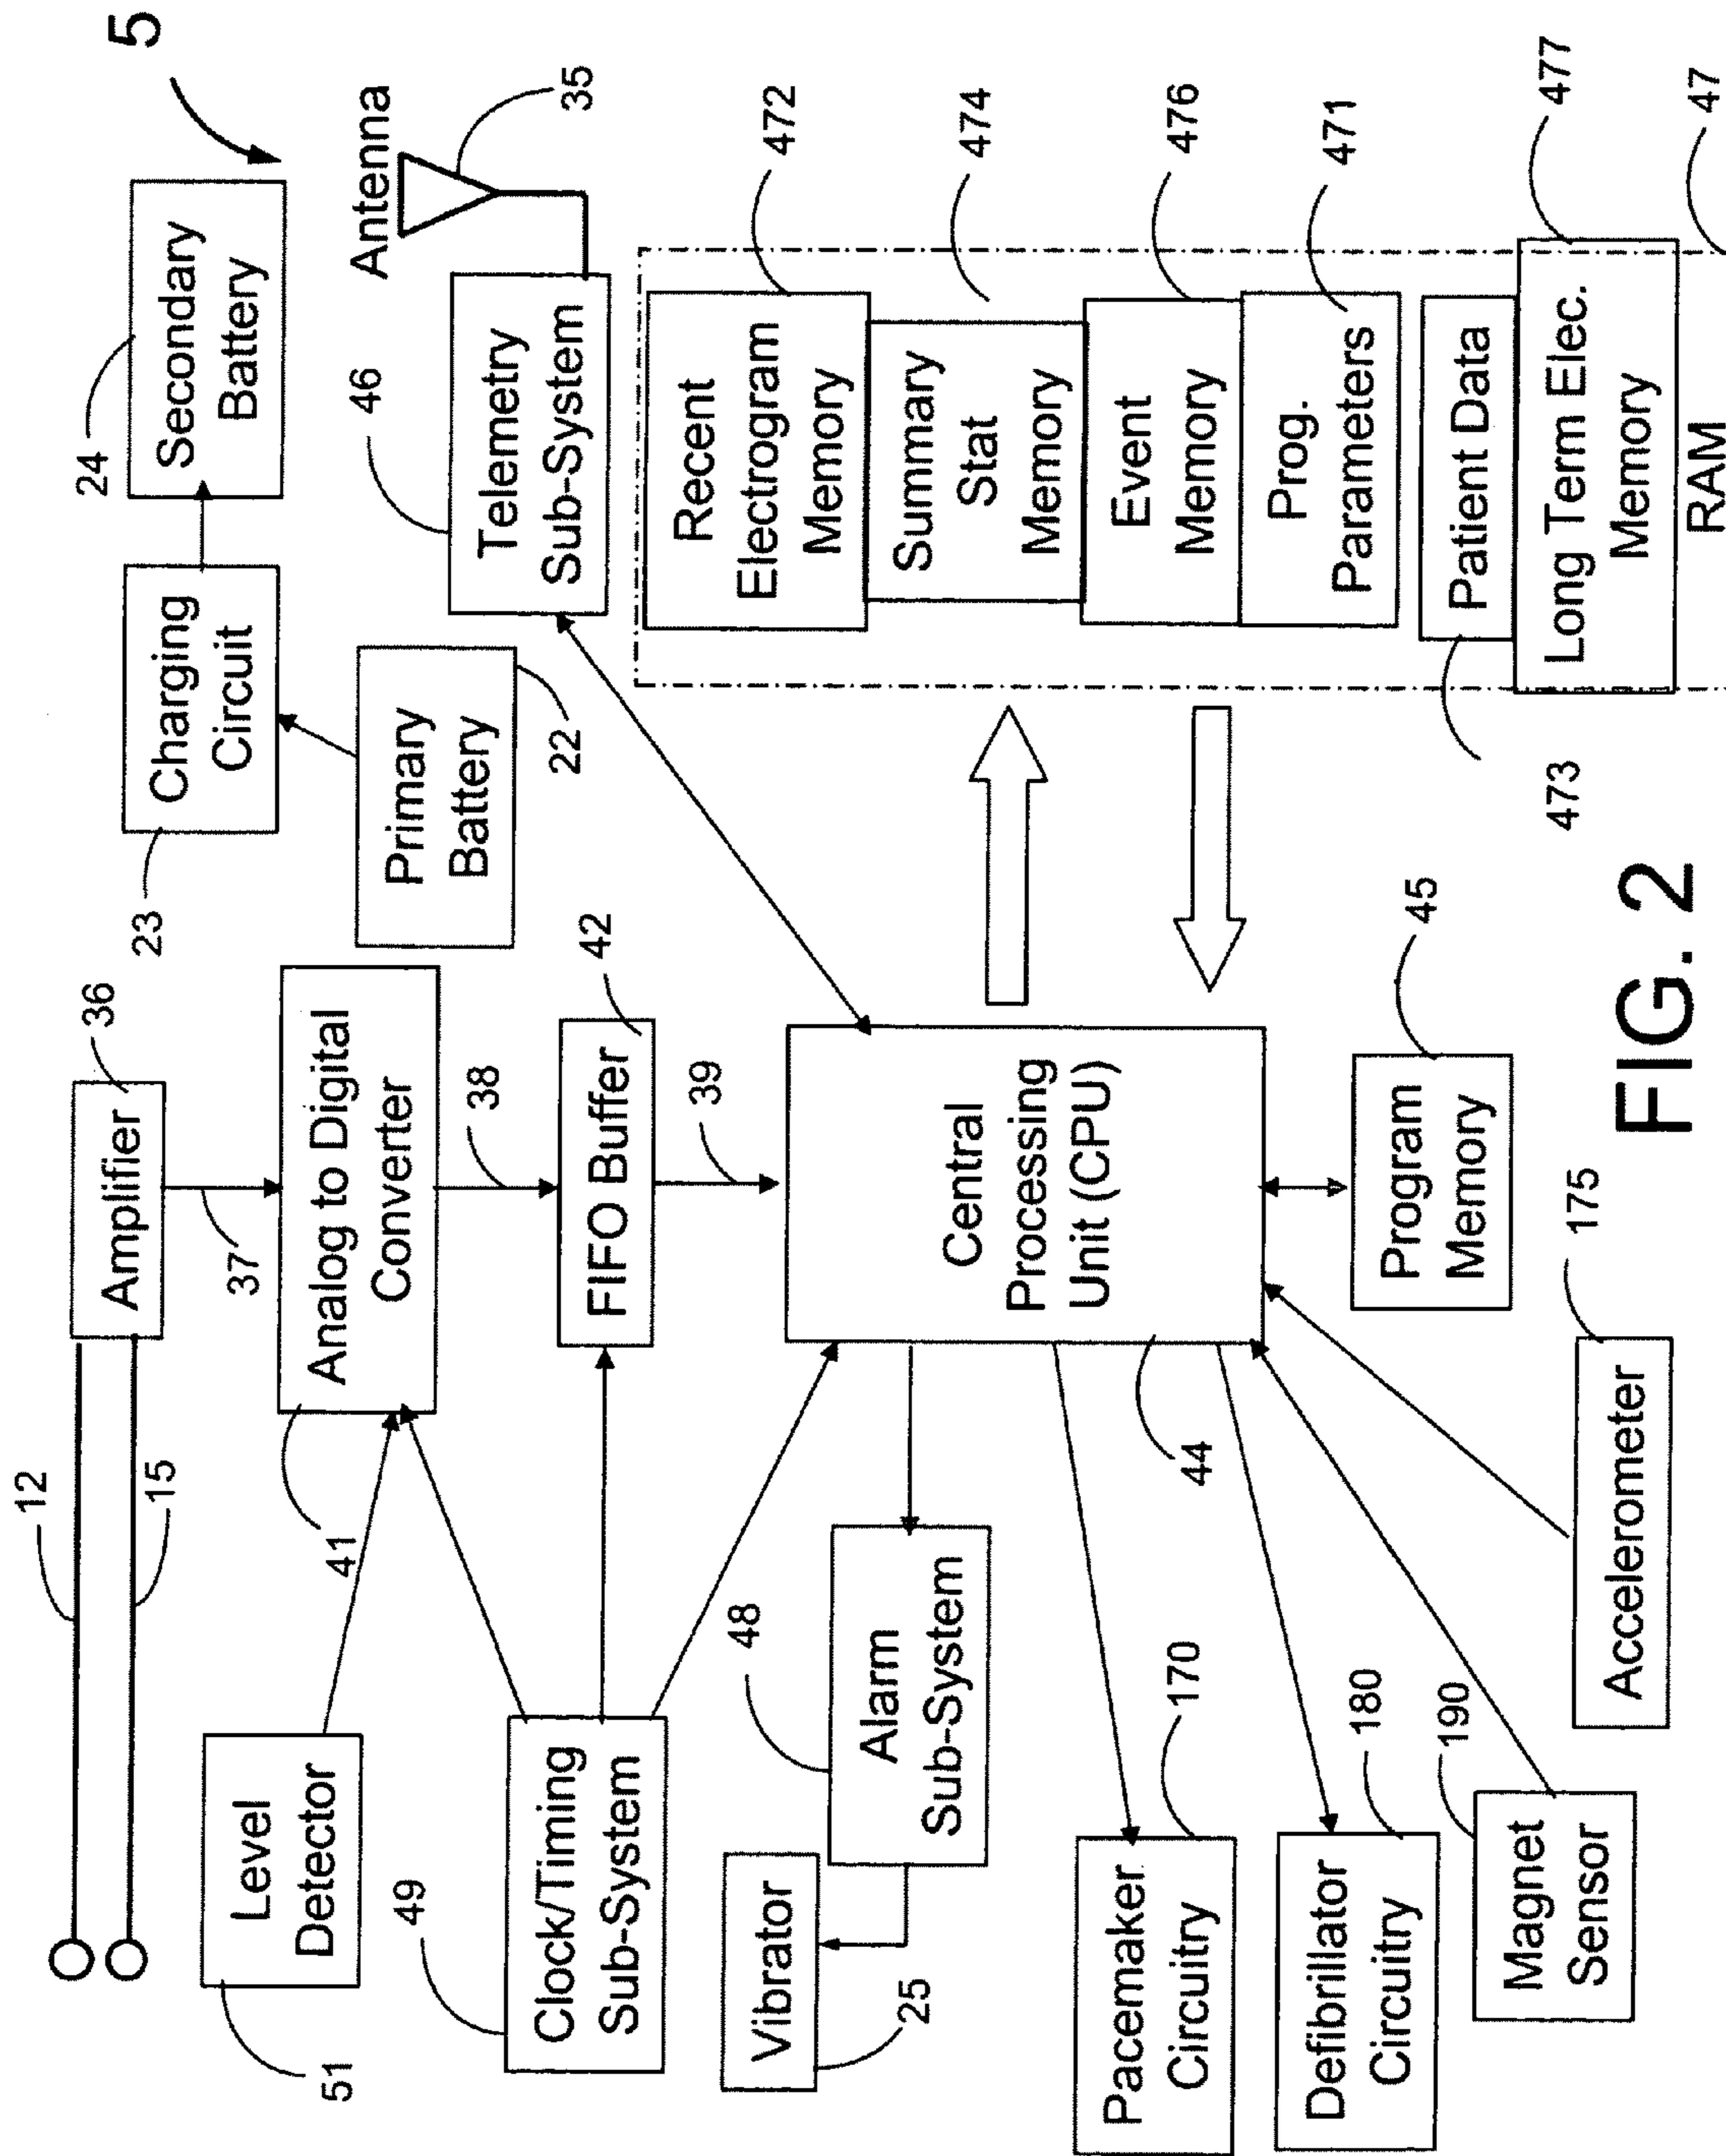 5
12
15
Amplifier
36
37
23
Charging
Circuit
24
Secondary
Battery
Level
Detector
51
41
Analog to Digital
Converter
38
Primary
Battery
22
Antenna
35
46
Telemetry
Sub-System
49
Clock/Timing
Sub-System
FIFO Buffer
42
39
Vibrator
25
48
Alarm
Sub-System
Central
Processing
Unit (CPU)
44
Recent
Electrogram
Memory
472
Summary
Stat
Memory
474
Event
Memory
476
Prog.
Parameters
471
Patient Data
473
Long Term Elec.
Memory
477
RAM
47
Pacemaker
Circuitry
170
Defibrillator
Circuitry
180
190
Magnet
Sensor
Accelerometer
175
Program
Memory
45
FIG. 2